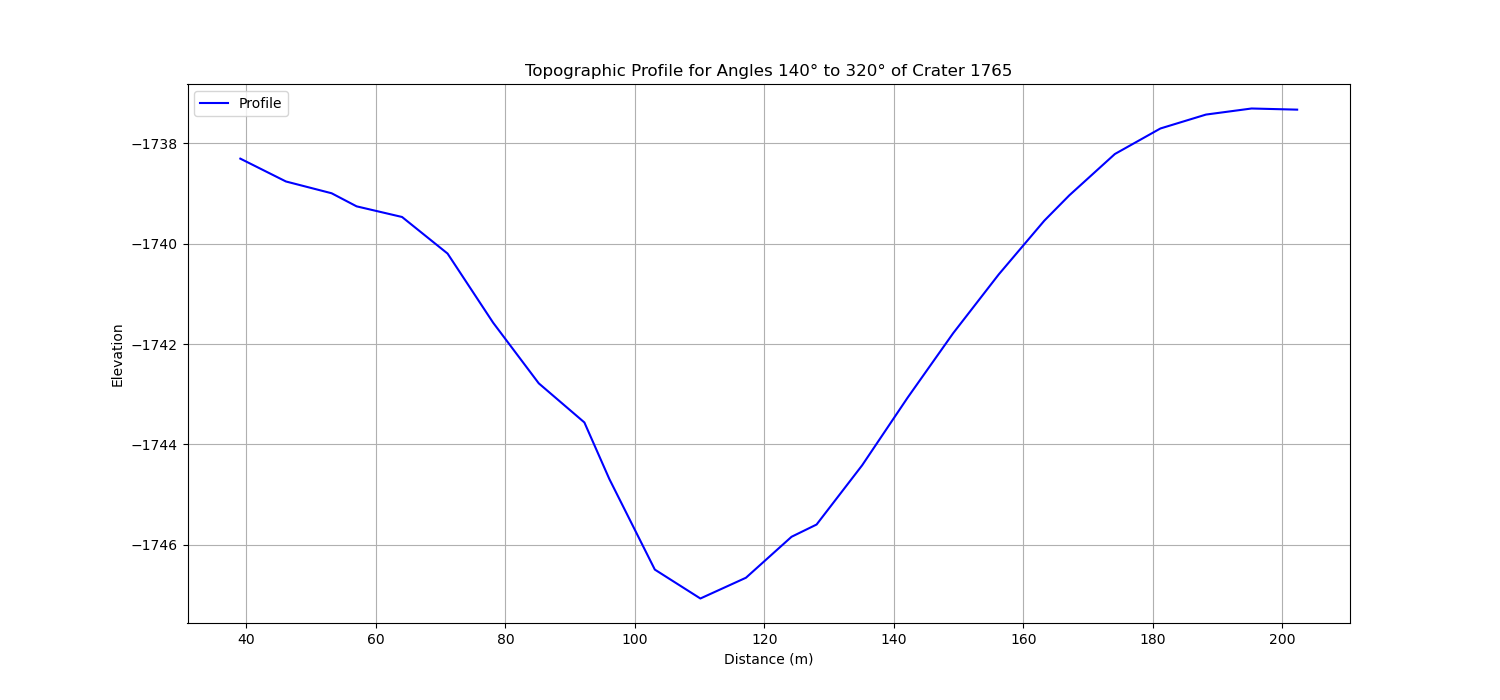 Topographic Profile for Angles 140° to 320° of Crater 1765
Profile
−1738
−1740
−1742
−1744
−1746
Elevation
40 60 80 100 120 140 160 180 200
Distance (m)